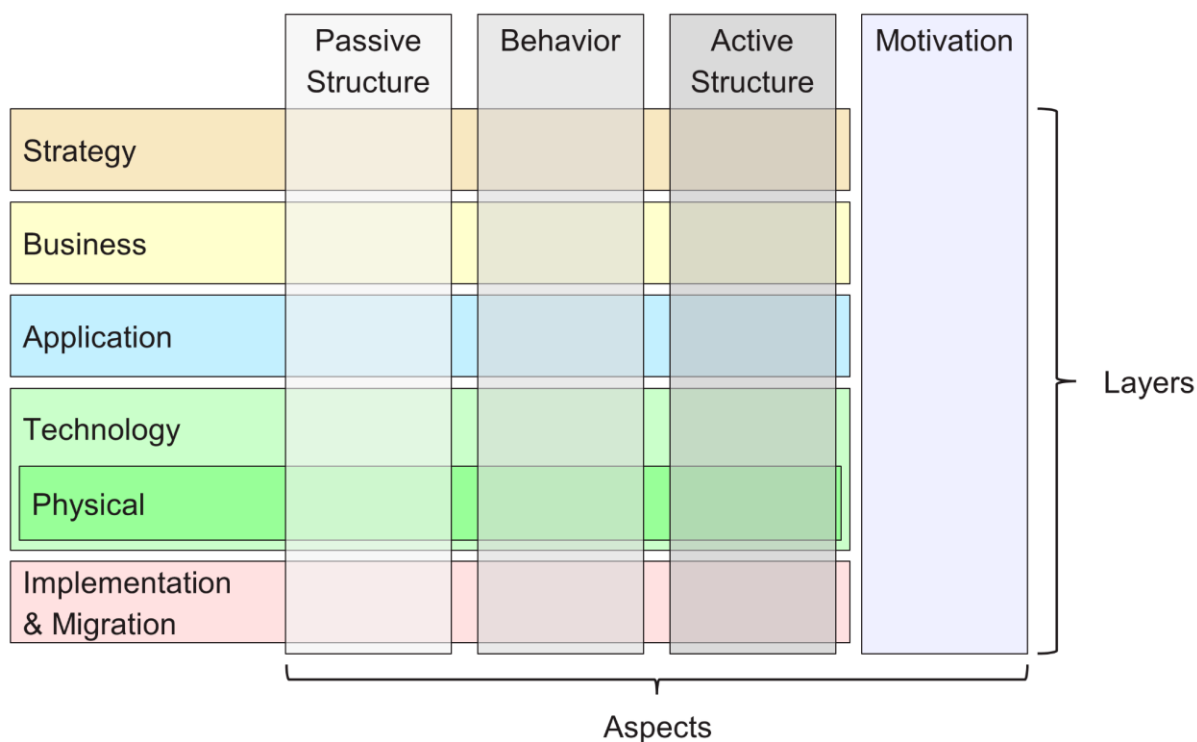 Passive
Structure
Behavior
Active
Structure
Motivation
Strategy
Business
Application
Technology
Physical
Implementation
& Migration
Layers
Aspects